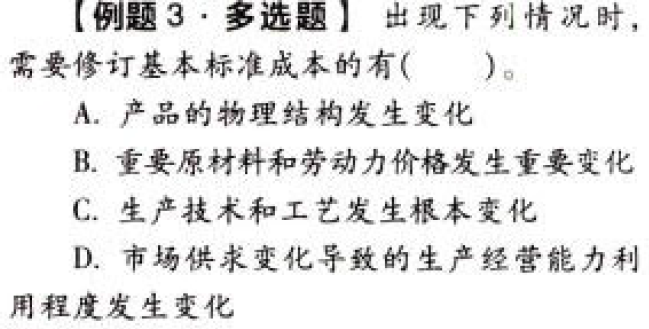 【例题 3 · 多选题】 出现下列情况时，
需要修订基本标准成本的有(　　)。
A. 产品的物理结构发生变化
B. 重要原材料和劳动力价格发生重要变化
C. 生产技术和工艺发生根本变化
D. 市场供求变化导致的生产经营能力利
用程度发生变化